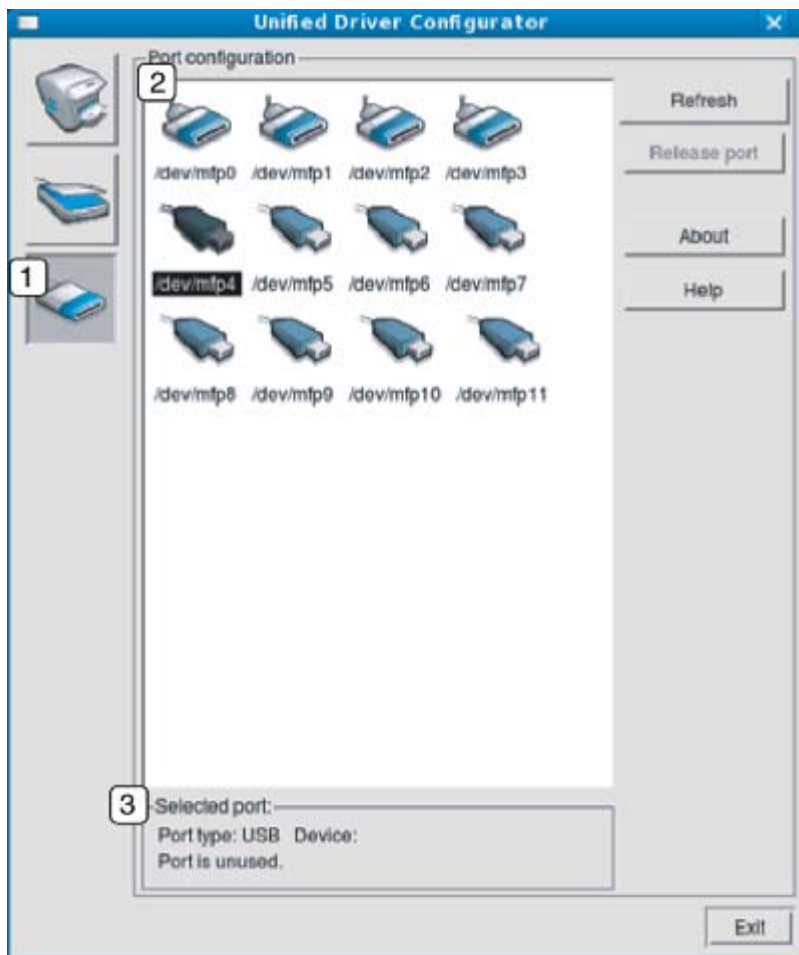 Unified Driver Configurator
Port configuration
2
Refresh
/dev/mfp0 /dev/mfp1 /dev/mfp2 /dev/mfp3
Release port
About
1
/dev/mfp4 /dev/mfp5 /dev/mfp6 /dev/mfp7
Help
/dev/mfp8 /dev/mfp9 /dev/mfp10 /dev/mfp11
3
Selected port:
Port type: USB Device:
Port is unused.
Exit